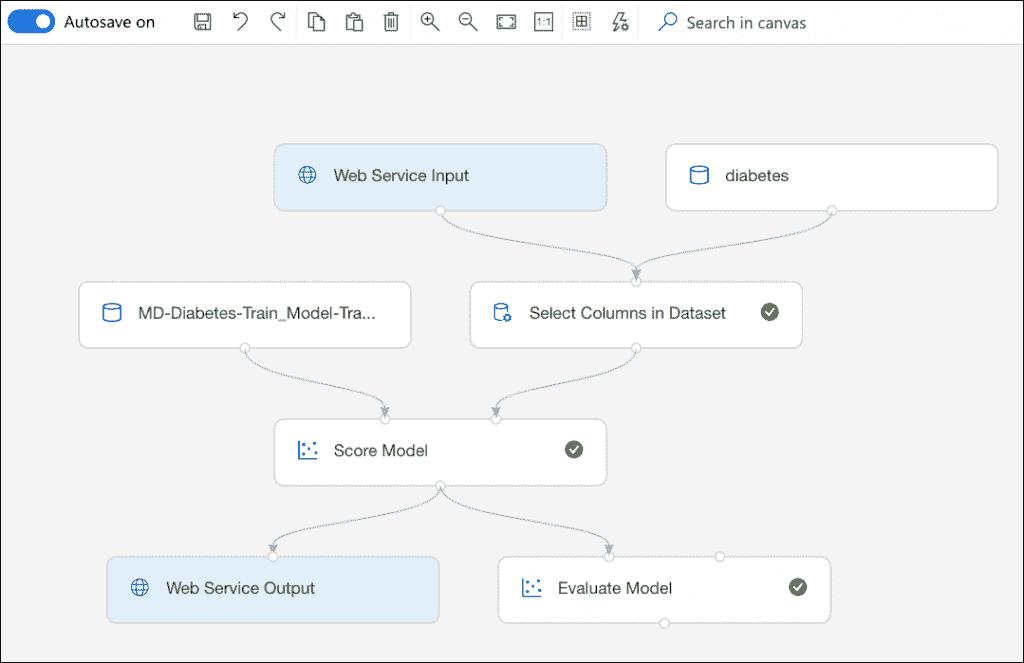 Autosave on
1:1
Search in canvas
Web Service Input
diabetes
MD-Diabetes-Train_Model-Tra...
Select Columns in Dataset
Score Model
Web Service Output
Evaluate Model